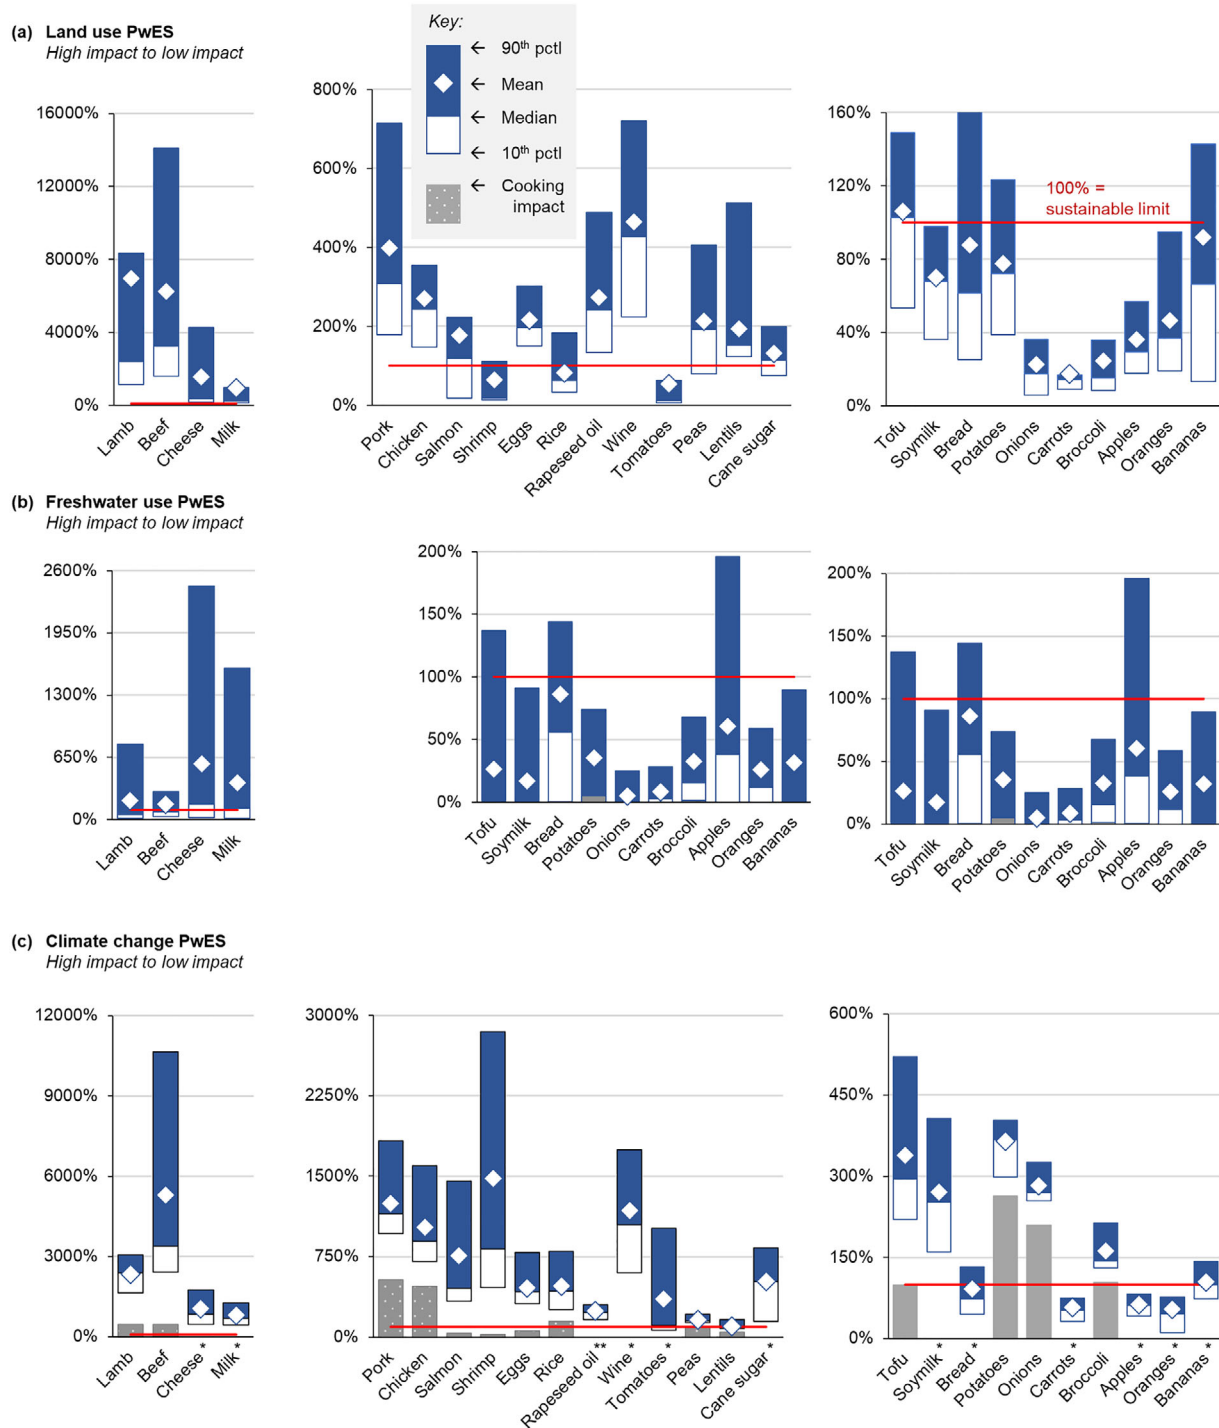 (a) Land use PwES
High impact to low impact
Key:
90th pctl
Mean
Median
10th pctl
Cooking
impact
16000%
12000%
8000%
4000%
0%
Lamb
Beef
Cheese
Milk
800%
600%
400%
200%
0%
Pork
Chicken
Salmon
Shrimp
Eggs
Rice
Rapeseed oil
Wine
Tomatoes
Peas
Lentils
Cane sugar
160%
120%
80%
40%
0%
100% =
sustainable limit
Tofu
Soymilk
Bread
Potatoes
Onions
Carrots
Broccoli
Apples
Oranges
Bananas
(b) Freshwater use PwES
High impact to low impact
2600%
1950%
1300%
650%
0%
Lamb
Beef
Cheese
Milk
200%
150%
100%
50%
0%
Tofu
Soymilk
Bread
Potatoes
Onions
Carrots
Broccoli
Apples
Oranges
Bananas
200%
150%
100%
50%
0%
Tofu
Soymilk
Bread
Potatoes
Onions
Carrots
Broccoli
Apples
Oranges
Bananas
(c) Climate change PwES
High impact to low impact
12000%
9000%
6000%
3000%
0%
Lamb
Beef
Cheese*
Milk*
3000%
2250%
1500%
750%
0%
Pork
Chicken
Salmon
Shrimp
Eggs
Rice
Rapeseed oil**
Wine*
Tomatoes*
Peas
Lentils
Cane sugar*
600%
450%
300%
150%
0%
Tofu
Soymilk*
Bread*
Potatoes
Onions
Carrots*
Broccoli
Apples*
Oranges*
Bananas*